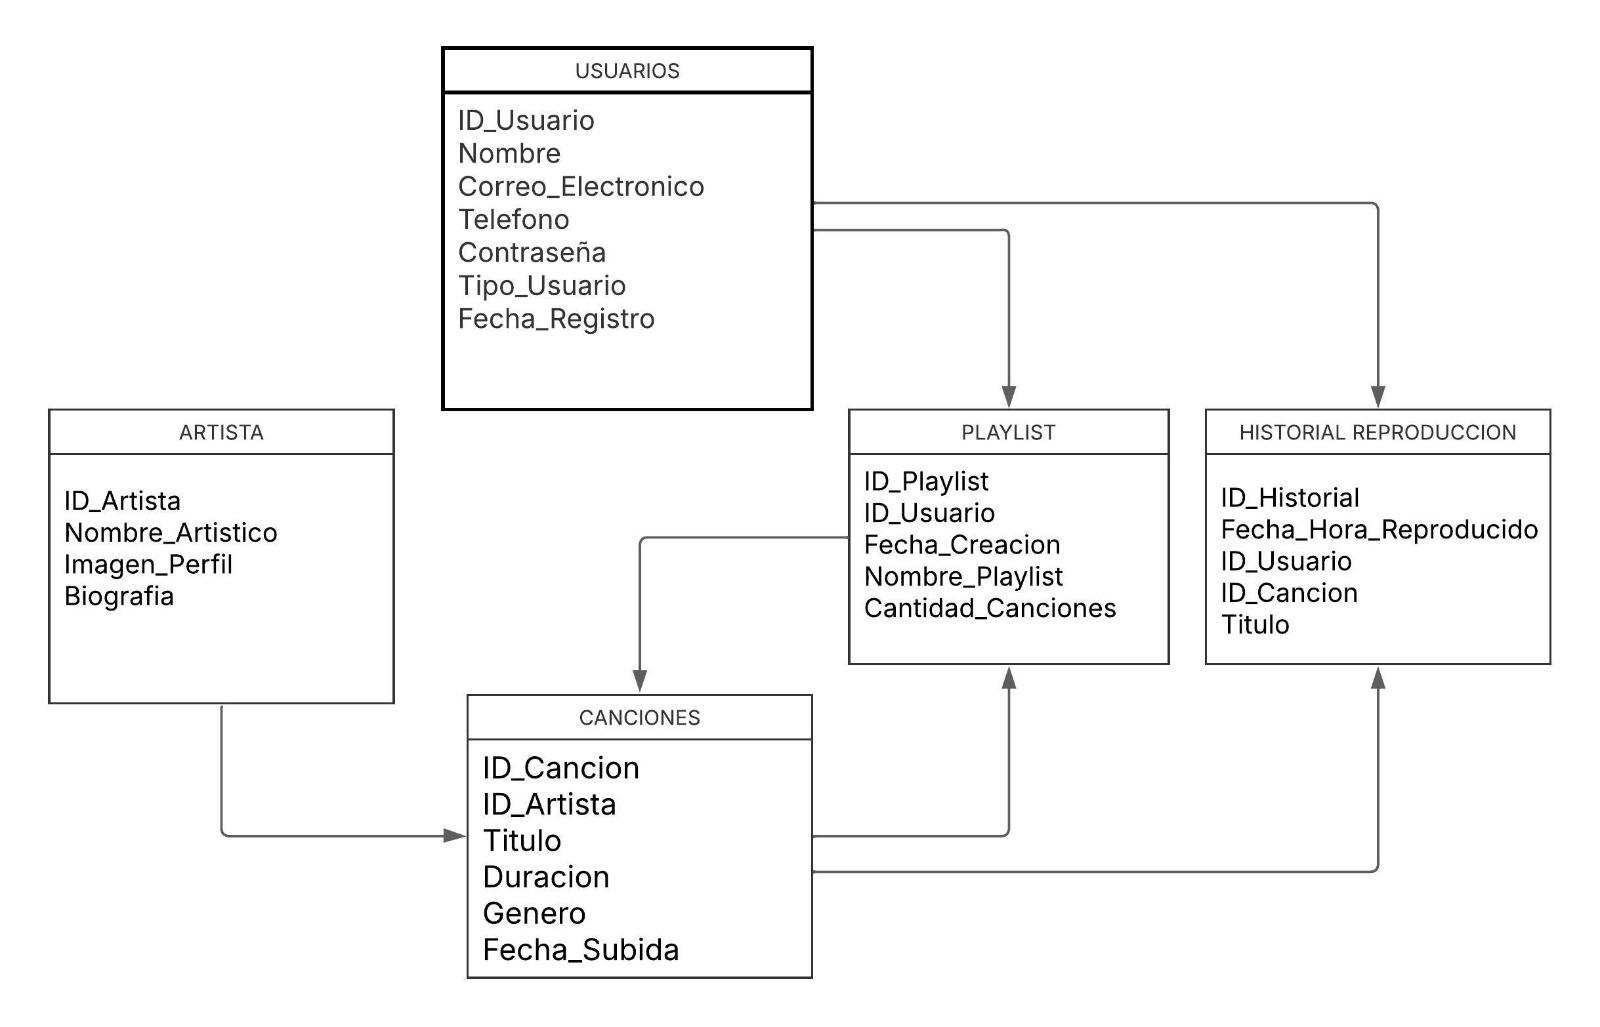 USUARIOS
ID_Usuario
Nombre
Correo_Electronico
Telefono
Contraseña
Tipo_Usuario
Fecha_Registro
ARTISTA
ID_Artista
Nombre_Artistico
Imagen_Perfil
Biografia
PLAYLIST
ID_Playlist
ID_Usuario
Fecha_Creacion
Nombre_Playlist
Cantidad_Canciones
HISTORIAL REPRODUCCION
ID_Historial
Fecha_Hora_Reproducido
ID_Usuario
ID_Cancion
Titulo
CANCIONES
ID_Cancion
ID_Artista
Titulo
Duracion
Genero
Fecha_Subida